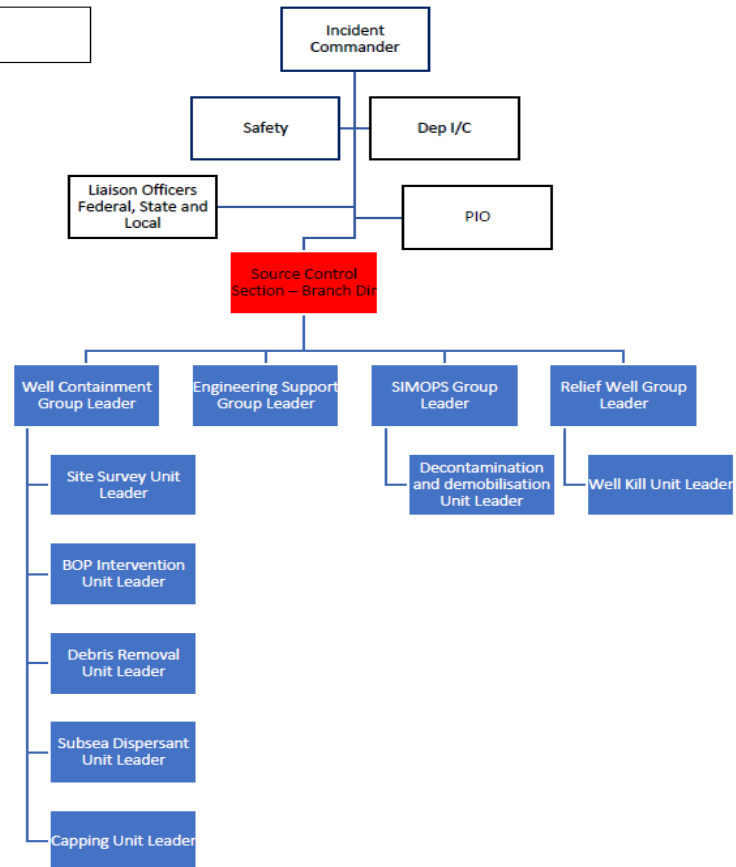 Incident
Commander
Safety
Dep I/C
Liaison Officers
Federal, State and
Local
PIO
Source Control
Section – Branch Dir
Well Containment
Group Leader
Engineering Support
Group Leader
SIMOPS Group
Leader
Relief Well Group
Leader
Site Survey Unit
Leader
Decontamination
and demobilisation
Unit Leader
Well Kill Unit Leader
BOP Intervention
Unit Leader
Debris Removal
Unit Leader
Subsea Dispersant
Unit Leader
Capping Unit Leader